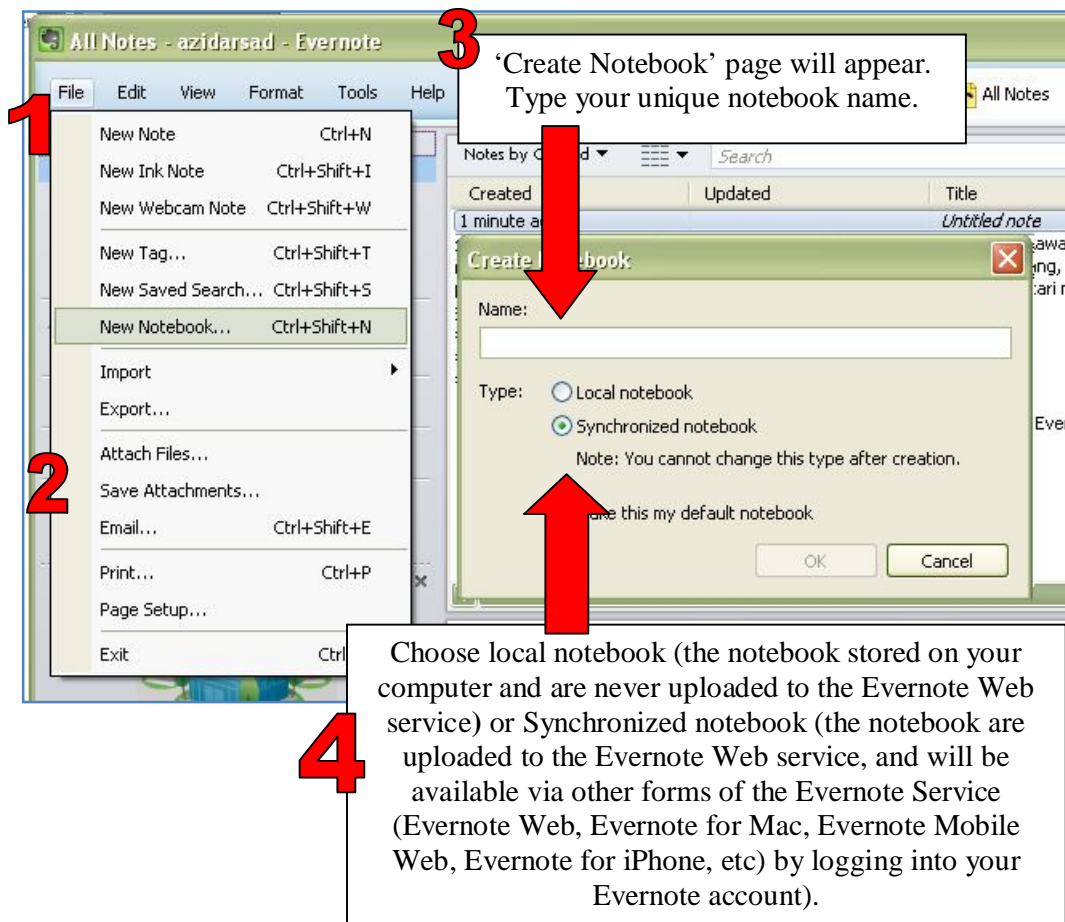 All Notes - azidarsad - Evernote
3
'Create Notebook' page will appear.
Type your unique notebook name.
File Edit View Format Tools Help
All Notes
1
New Note Ctrl+N
New Ink Note Ctrl+Shift+I
New Webcam Note Ctrl+Shift+W
New Tag... Ctrl+Shift+T
New Saved Search... Ctrl+Shift+S
New Notebook... Ctrl+Shift+N
Import
Export...
Attach Files...
2
Save Attachments...
Email... Ctrl+Shift+E
Print... Ctrl+P
Page Setup...
Exit Ctrl
Notes by ▼ Search
Created Updated Title
1 minute Untitled note
Create
Name:
Type: Local notebook
Synchronized notebook
Note: You cannot change this type after creation.
this my default notebook
OK Cancel
4
Choose local notebook (the notebook stored on your
computer and are never uploaded to the Evernote Web
service) or Synchronized notebook (the notebook are
uploaded to the Evernote Web service, and will be
available via other forms of the Evernote Service
(Evernote Web, Evernote for Mac, Evernote Mobile
Web, Evernote for iPhone, etc) by logging into your
Evernote account).